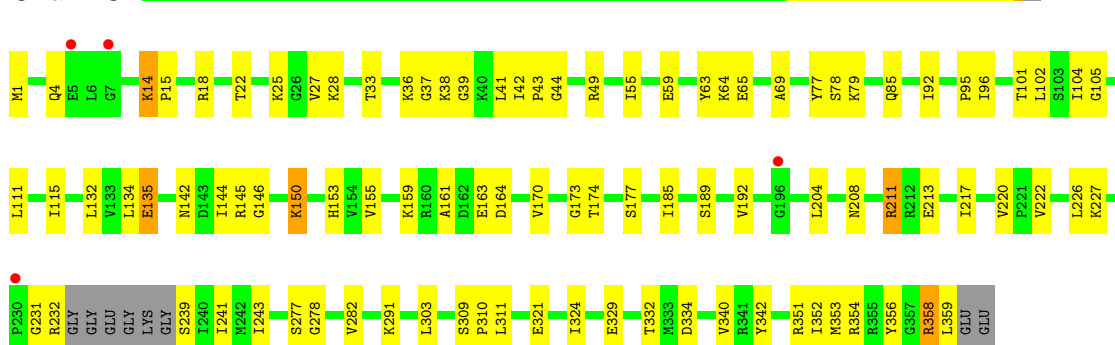 M1 Q4 E5 L6 G7 K14 P15 R18 T22 K25 G26 V27 K28 T33 K36 G37 K38 G39 K40 L41 I42 P43 G44 R49 I55 E59 Y63 K64 E65 A69 Y77 S78 K79 Q85 I92 P95 I96 T101 L102 S103 I104 G105
L111 I115 L132 V133 L134 E135 N142 D143 I144 R145 G146 K150 H153 V154 V155 K159 R160 A161 D162 E163 D164 V170 G173 T174 S177 I185 S189 V192 G196 L204 N208 R211 R212 E213 I217 V220 P221 V222 L226 K227
P230 G231 R232 GLY GLY GLU GLY LYS GLY S239 I240 I241 M242 I243 S277 G278 V282 K291 L303 S309 P310 L311 E321 I324 E329 T332 M333 D334 V340 R341 Y342 R351 I352 M353 R354 R355 Y356 G357 R358 L359 GLU GLU